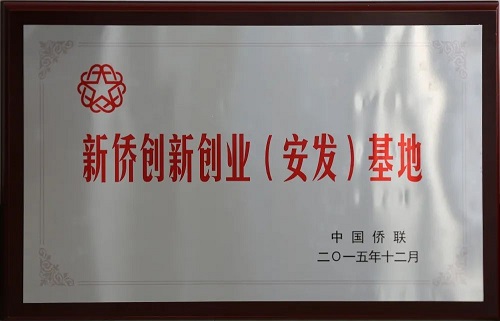 新侨创新创业（安发）基地
中国侨联
二〇一五年十二月